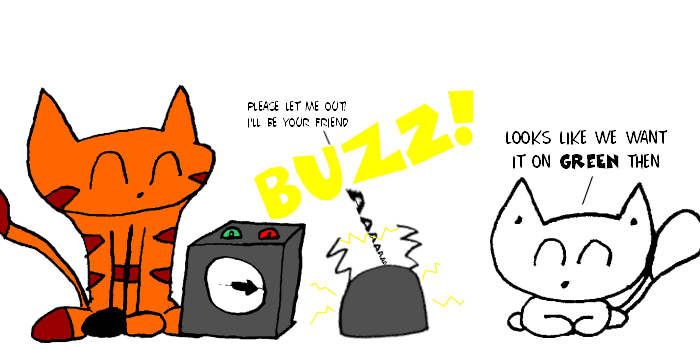 PLEASE LET ME OUT!
I'LL BE YOUR FRIEND
BUZZ!
LOOKS LIKE WE WANT
IT ON GREEN THEN